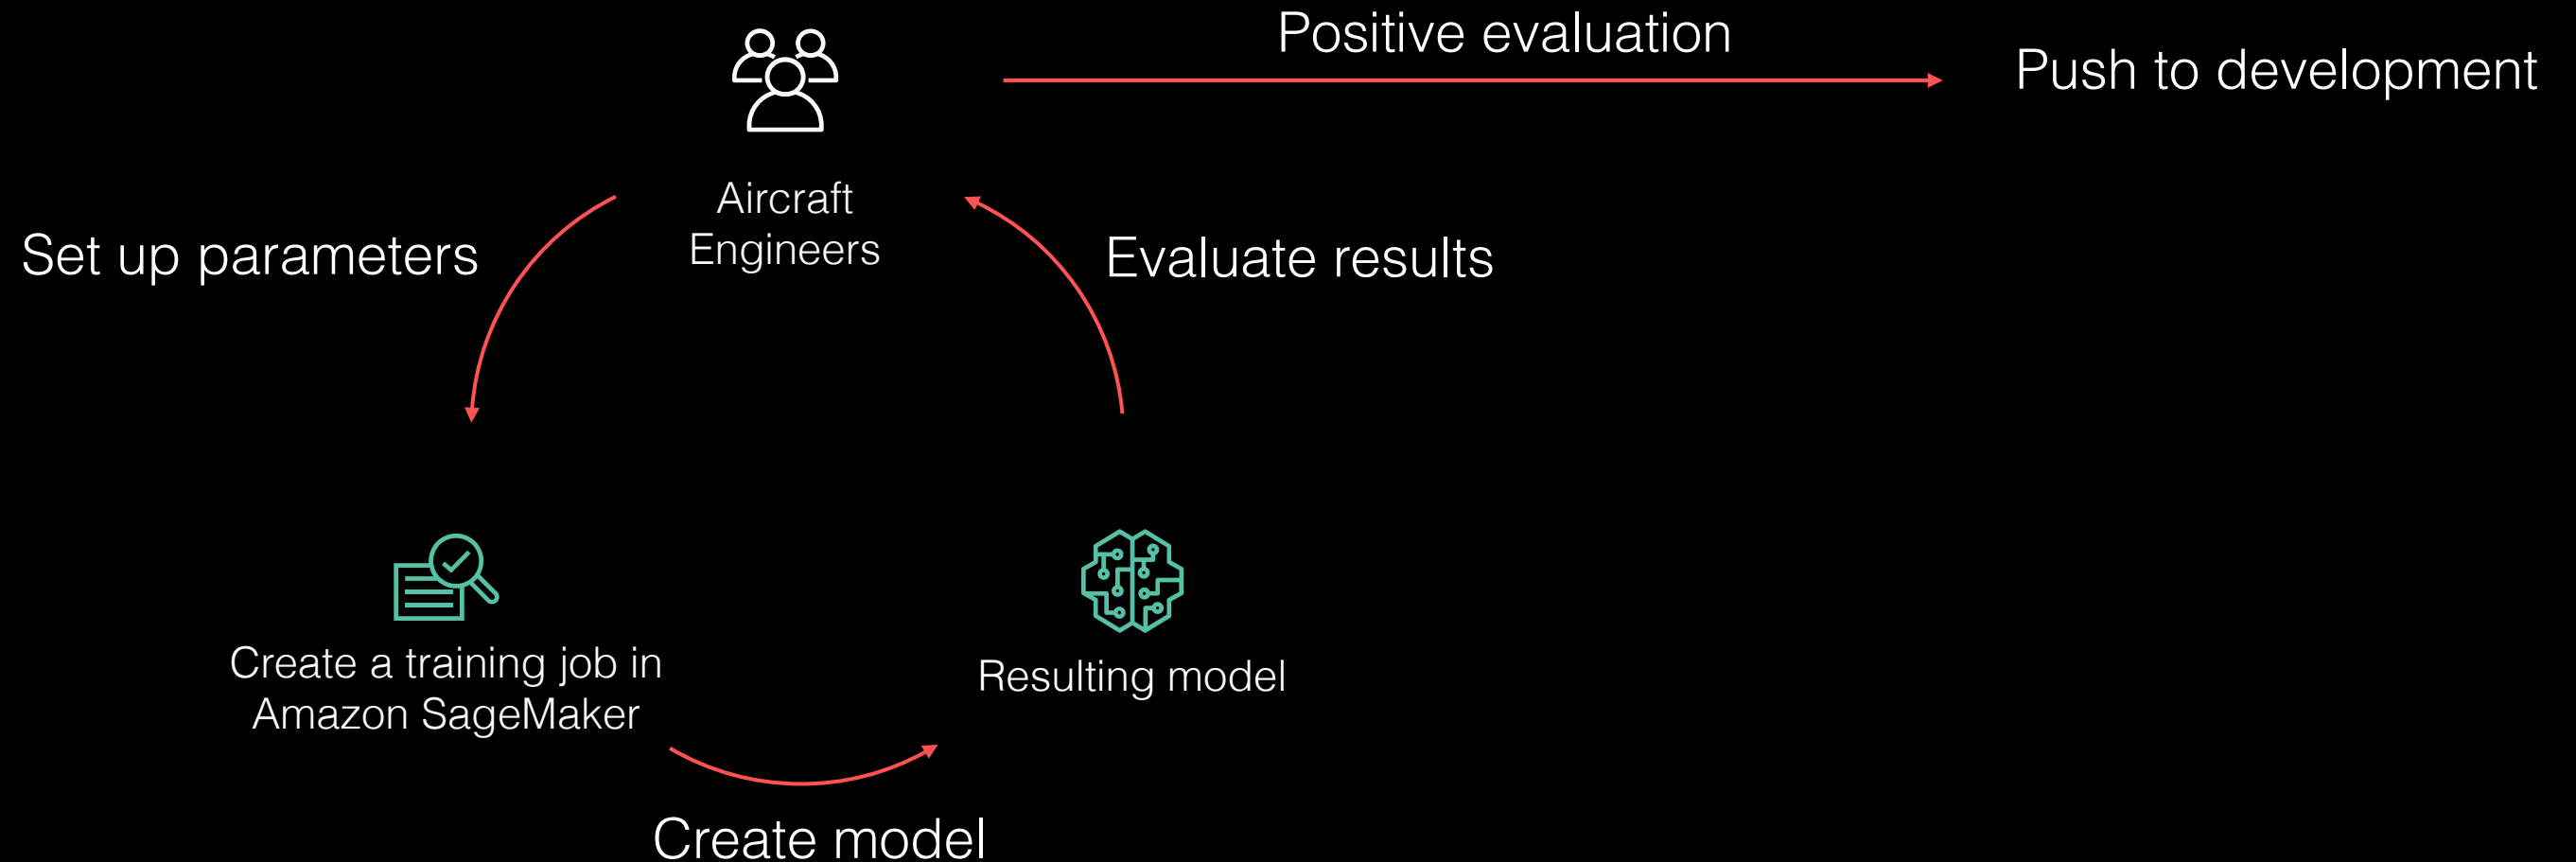 Positive evaluation
Push to development
Aircraft
Engineers
Set up parameters
Evaluate results
Create a training job in
Amazon SageMaker
Resulting model
Create model